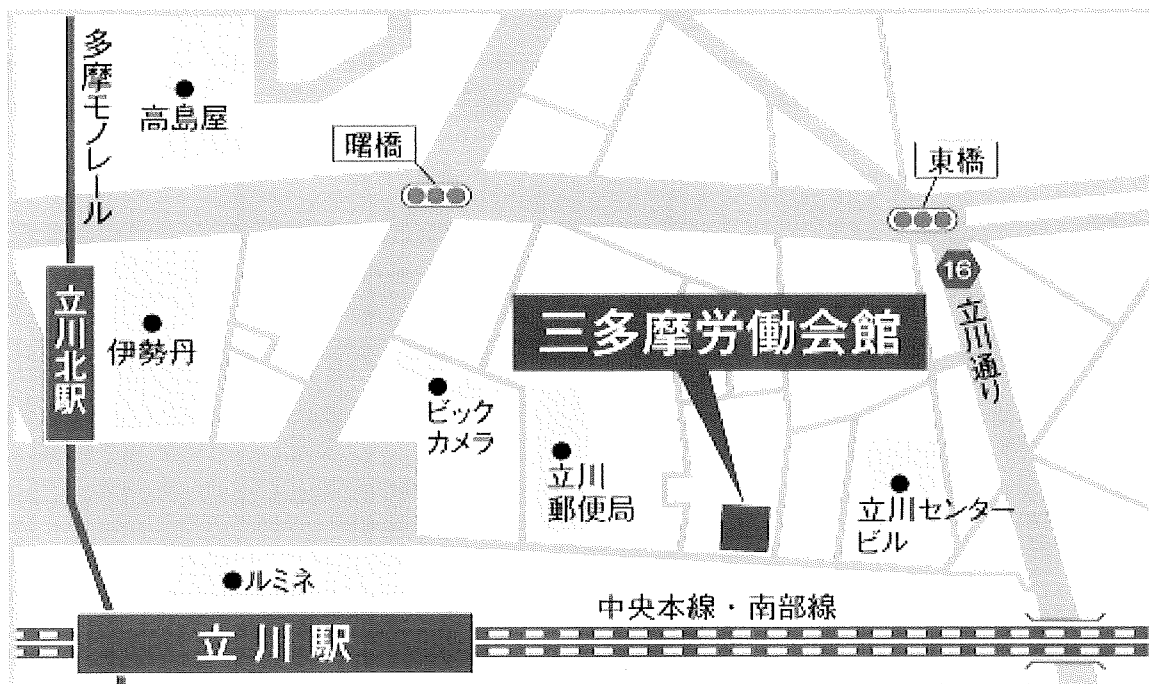 多摩モノレール
高島屋
曙橋
東橋
16
立川通り
立川北駅
伊勢丹
三多摩労働会館
ビック
カメラ
立川
郵便局
立川センター
ビル
ルミネ
中央本線・南部線
立川駅